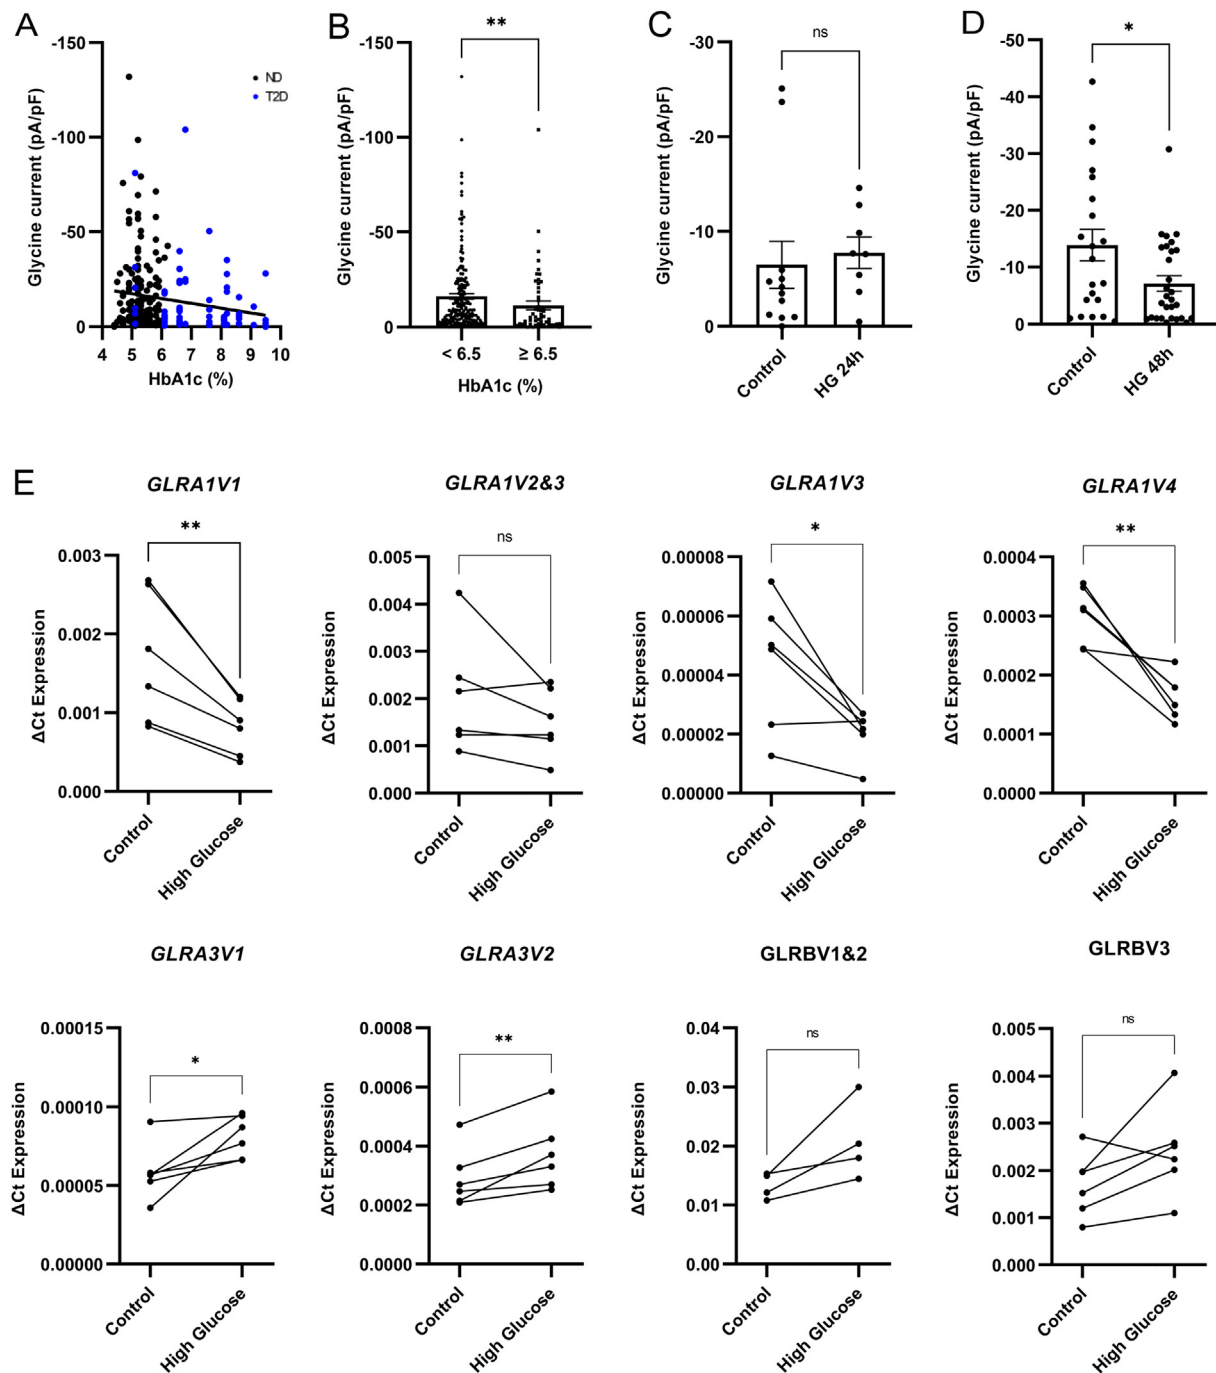 A
Glycine current (pA/pF)
-150
-100
-50
0
ND
T2D
4 5 6 7 8 9 10
HbA1c (%)
B
**
Glycine current (pA/pF)
-150
-100
-50
0
< 6.5 ≥ 6.5
HbA1c (%)
C
ns
Glycine current (pA/pF)
-30
-20
-10
0
Control HG 24h
D
*
Glycine current (pA/pF)
-50
-40
-30
-20
-10
0
Control HG 48h
E
GLRA1V1
**
ΔCt Expression
0.003
0.002
0.001
0.000
Control High Glucose
GLRA1V2&3
ns
ΔCt Expression
0.005
0.004
0.003
0.002
0.001
0.000
Control High Glucose
GLRA1V3
*
ΔCt Expression
0.00008
0.00006
0.00004
0.00002
0.00000
Control High Glucose
GLRA1V4
**
ΔCt Expression
0.0004
0.0003
0.0002
0.0001
0.0000
Control High Glucose
GLRA3V1
*
ΔCt Expression
0.00015
0.00010
0.00005
0.00000
Control High Glucose
GLRA3V2
**
ΔCt Expression
0.0008
0.0006
0.0004
0.0002
0.0000
Control High Glucose
GLRBV1&2
ns
ΔCt Expression
0.04
0.03
0.02
0.01
0.00
Control High Glucose
GLRBV3
ns
ΔCt Expression
0.005
0.004
0.003
0.002
0.001
0.000
Control High Glucose